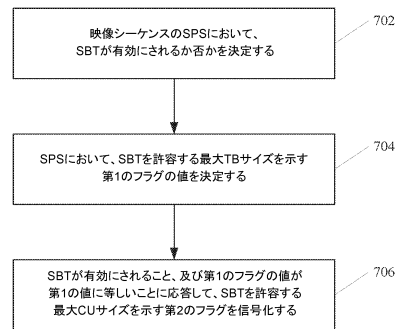 映像シーケンスのSPSにおいて、
SBTが有効にされるか否かを決定する
702
SPSにおいて、SBTを許容する最大TBサイズを示す
第1のフラグの値を決定する
704
SBTが有効にされること、及び第1のフラグの値が
第1の値に等しいことに応答して、SBTを許容する
最大CUサイズを示す第2のフラグを信号化する
706